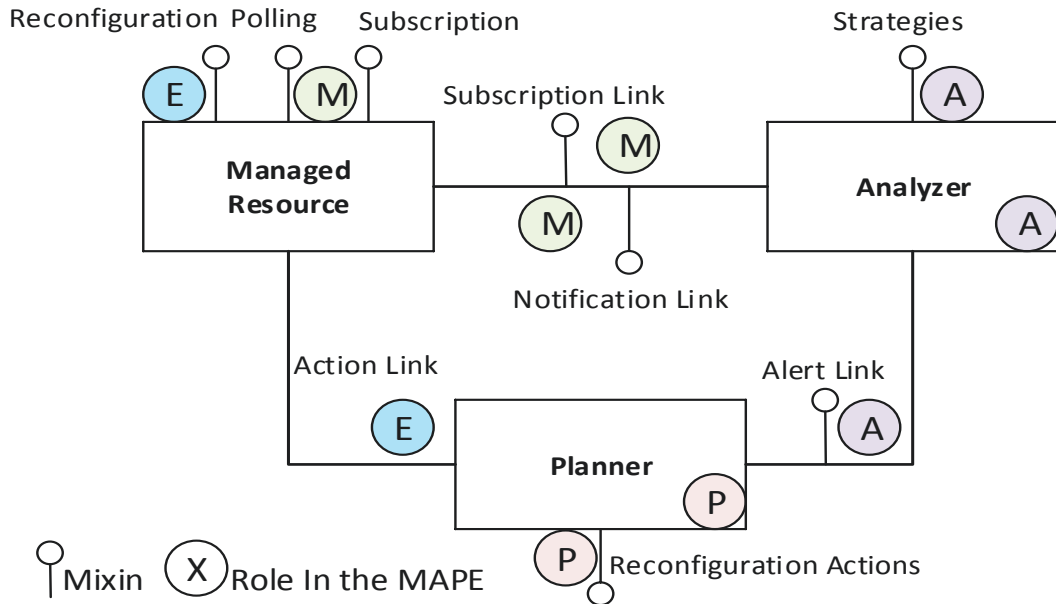 Reconfiguration Polling Subscription Strategies
E M A
Subscription Link
M
Managed
Resource
Analyzer
M A
Notification Link
Action Link
Alert Link
E A
Planner
P
P
Reconfiguration Actions
Mixin X Role In the MAPE